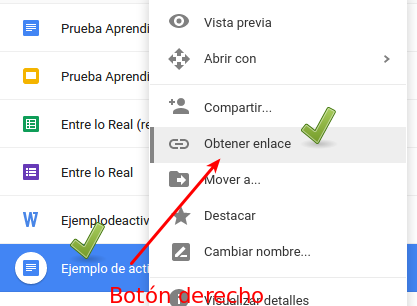 Vista previa
Prueba Aprendi
Abrir con
Prueba Aprendi
Compartir...
Entre lo Real (re
Obtener enlace
Entre lo Real
Mover a...
Ejemplodeactiv
Destacar
Cambiar nombre...
Ejemplo de acti
Botón derecho
Visualizar detalles